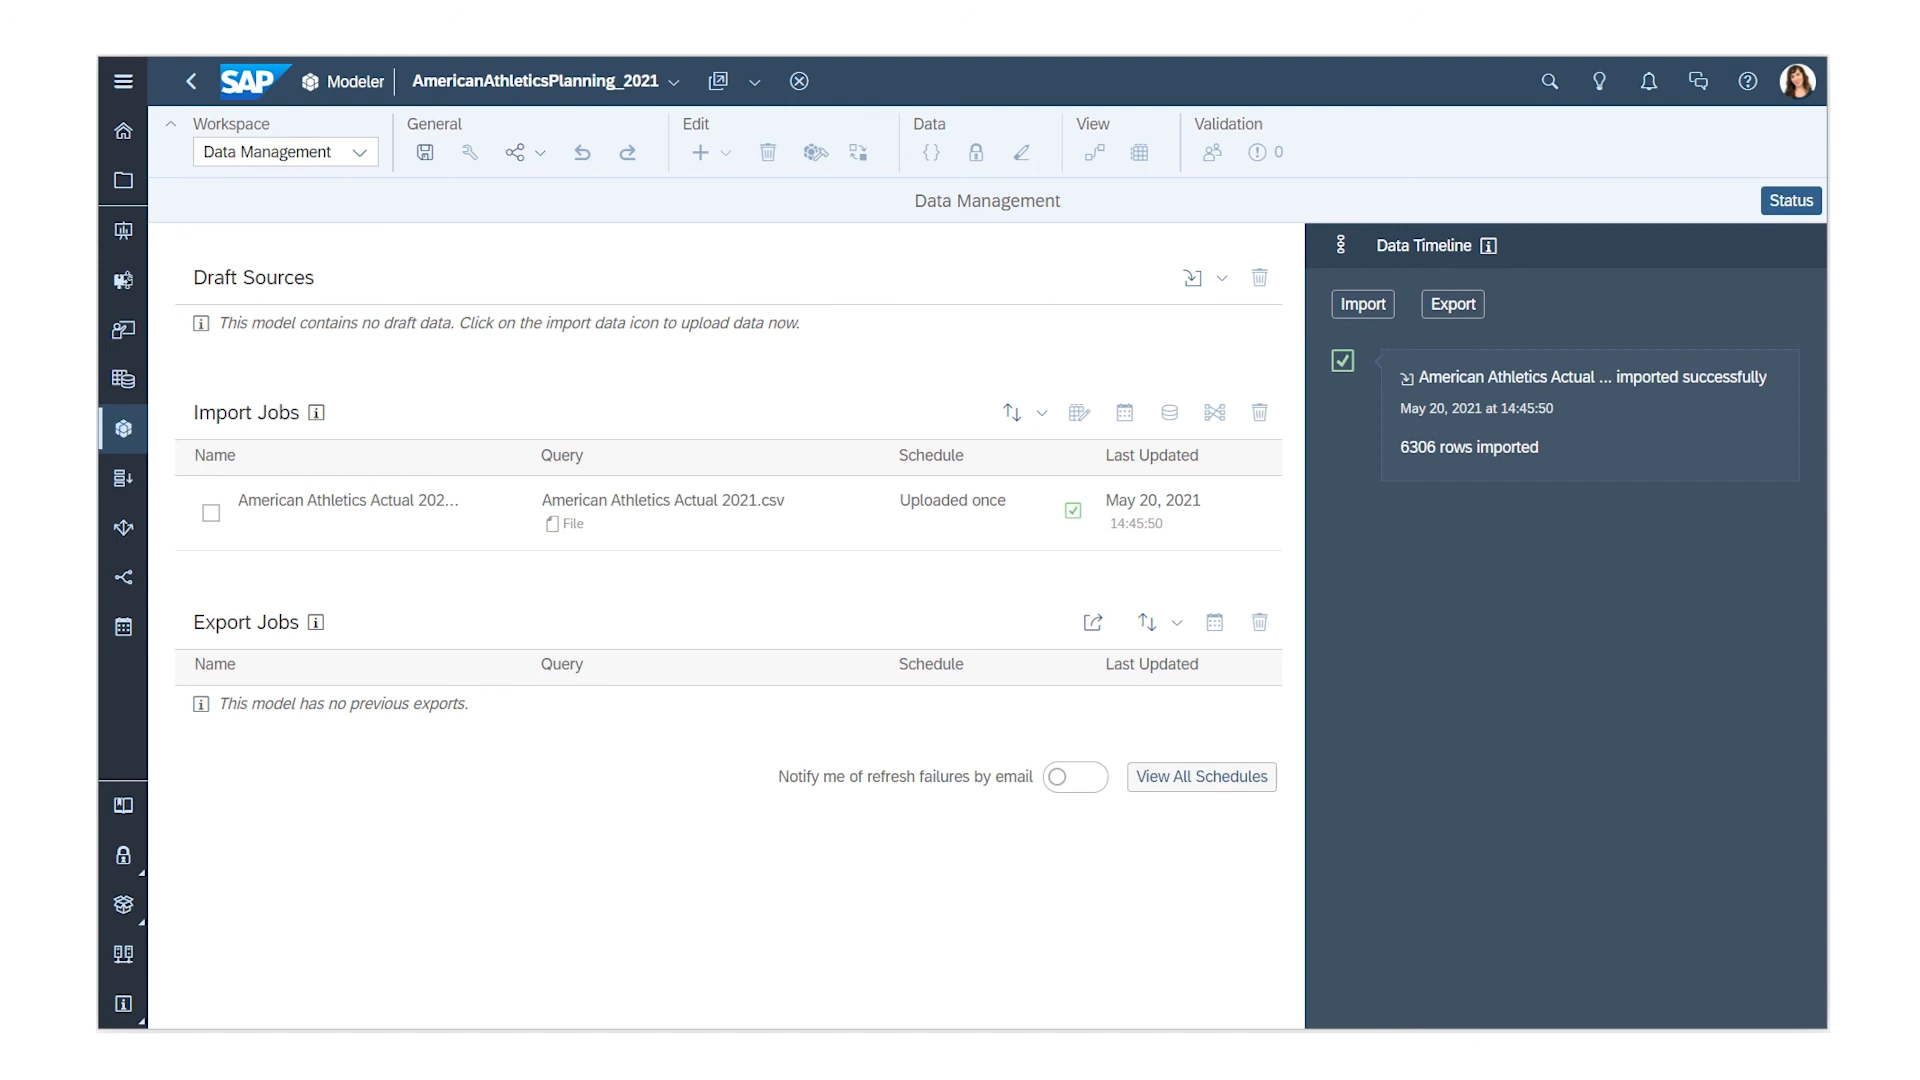 SAP Modeler AmericanAthleticsPlanning_2021
Workspace General Edit Data View Validation
Data Management 0
Data Management Status
Draft Sources
This model contains no draft data. Click on the import data icon to upload data now.
Import Jobs
Name Query Schedule Last Updated
American Athletics Actual 202... American Athletics Actual 2021.csv Uploaded once May 20, 2021
File 14:45:50
Export Jobs
Name Query Schedule Last Updated
This model has no previous exports.
Notify me of refresh failures by email View All Schedules
Data Timeline
Import Export
American Athletics Actual ... imported successfully
May 20, 2021 at 14:45:50
6306 rows imported